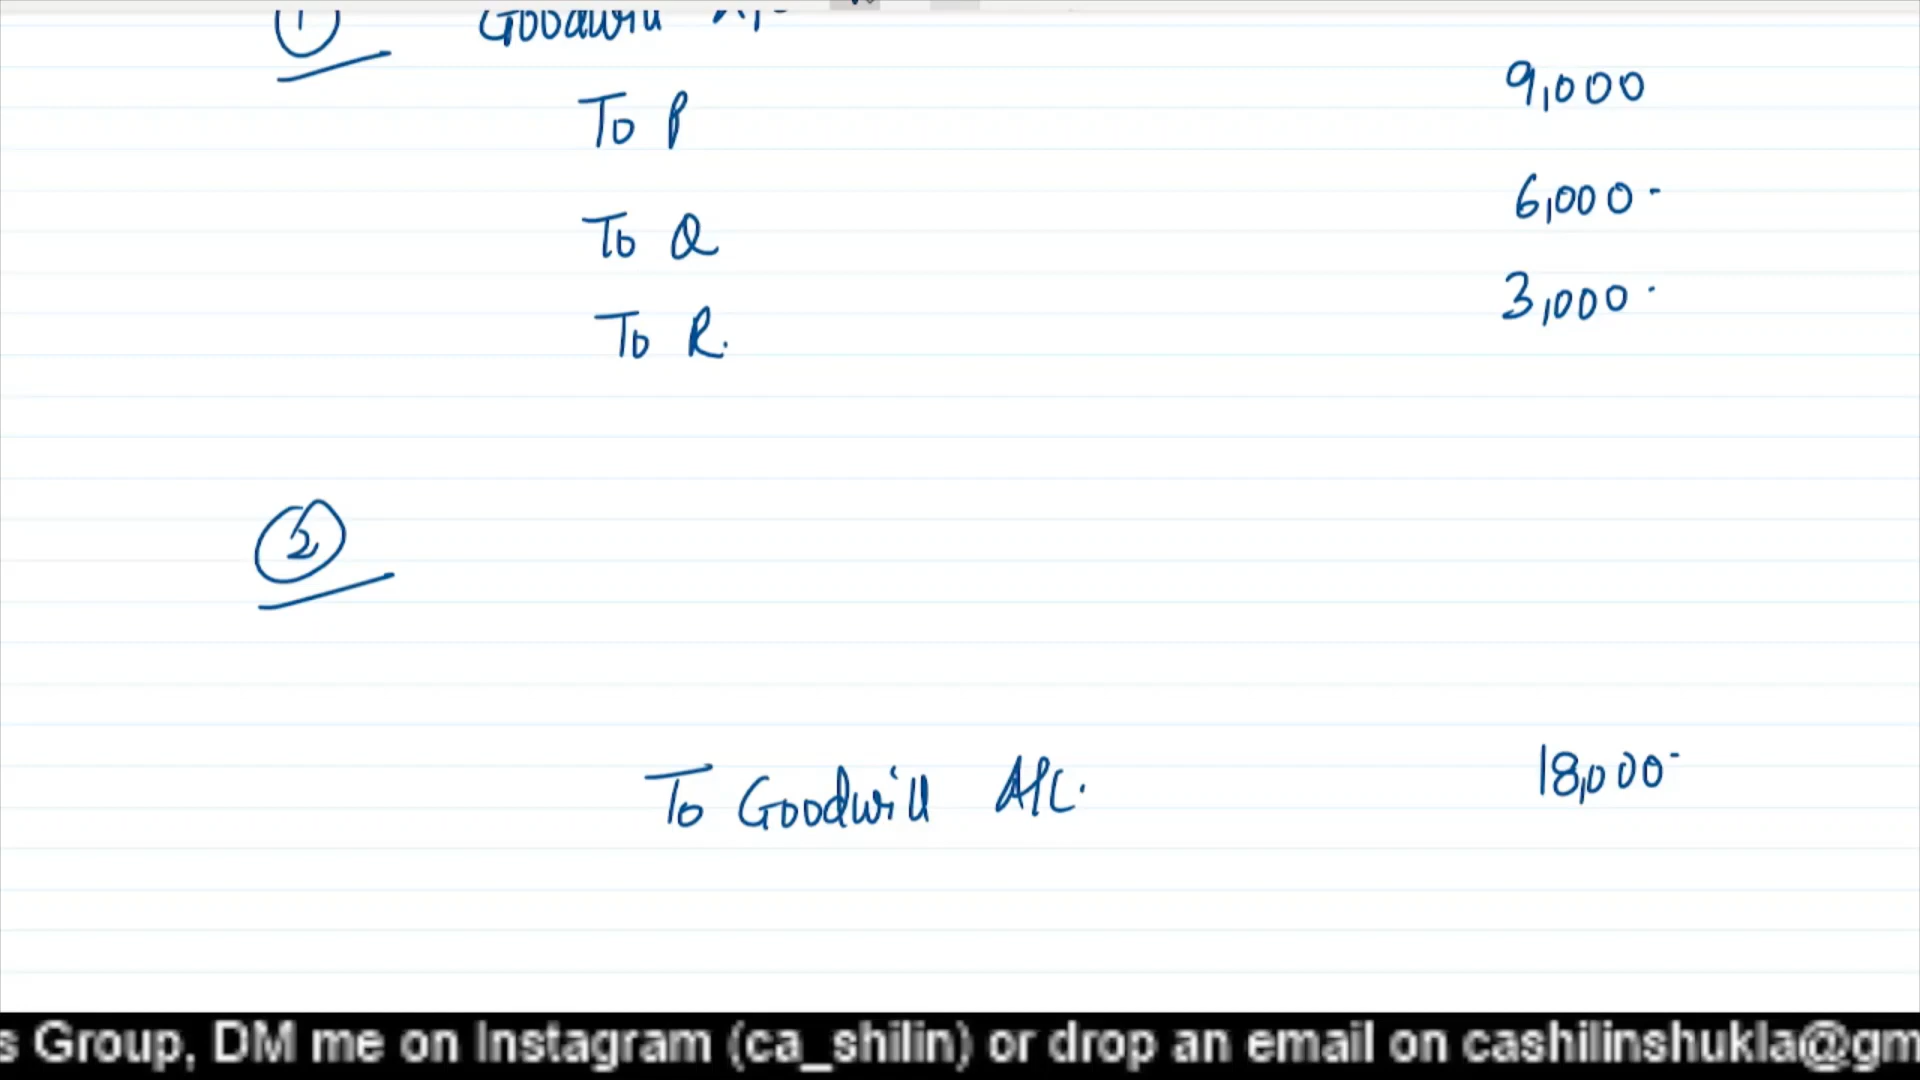 1 Goodwill A/c
To P 9,000
To Q 6,000
To R. 3,000
2
To Goodwill A/c. 18,000
s Group, DM me on Instagram (ca_shilin) or drop an email on cashilinshukla@gm